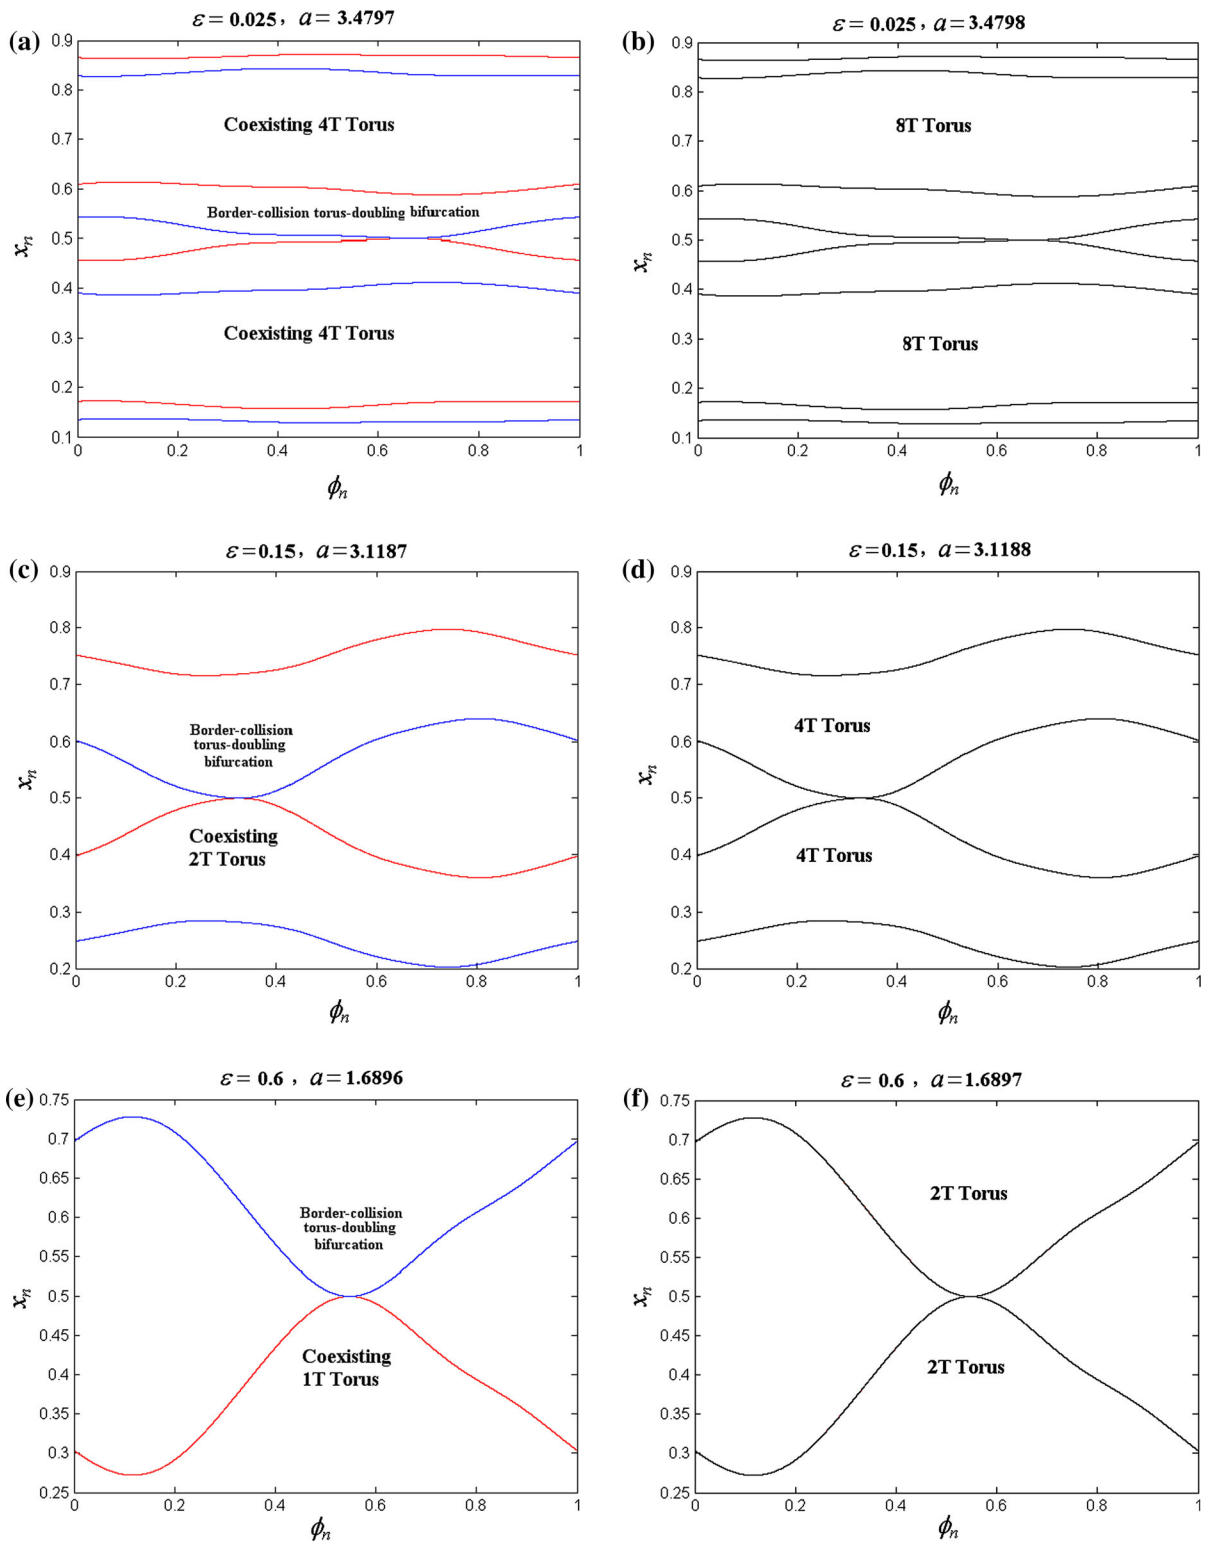 (a)
ε = 0.025, a = 3.4797
0.9
0.8
0.7
0.6
0.5
0.4
0.3
0.2
0.1
xₙ
Coexisting 4T Torus
Border-collision torus-doubling bifurcation
Coexisting 4T Torus
0 0.2 0.4 0.6 0.8 1
ϕₙ
(b)
ε = 0.025, a = 3.4798
0.9
0.8
0.7
0.6
0.5
0.4
0.3
0.2
0.1
xₙ
8T Torus
8T Torus
0 0.2 0.4 0.6 0.8 1
ϕₙ
(c)
ε = 0.15, a = 3.1187
0.9
0.8
0.7
0.6
0.5
0.4
0.3
0.2
xₙ
Border-collision
torus-doubling
bifurcation
Coexisting
2T Torus
0 0.2 0.4 0.6 0.8 1
ϕₙ
(d)
ε = 0.15, a = 3.1188
0.9
0.8
0.7
0.6
0.5
0.4
0.3
0.2
xₙ
4T Torus
4T Torus
0 0.2 0.4 0.6 0.8 1
ϕₙ
(e)
ε = 0.6 , a = 1.6896
0.75
0.7
0.65
0.6
0.55
0.5
0.45
0.4
0.35
0.3
0.25
xₙ
Border-collision
torus-doubling
bifurcation
Coexisting
1T Torus
0 0.2 0.4 0.6 0.8 1
ϕₙ
(f)
ε = 0.6 , a = 1.6897
0.75
0.7
0.65
0.6
0.55
0.5
0.45
0.4
0.35
0.3
0.25
xₙ
2T Torus
2T Torus
0 0.2 0.4 0.6 0.8 1
ϕₙ